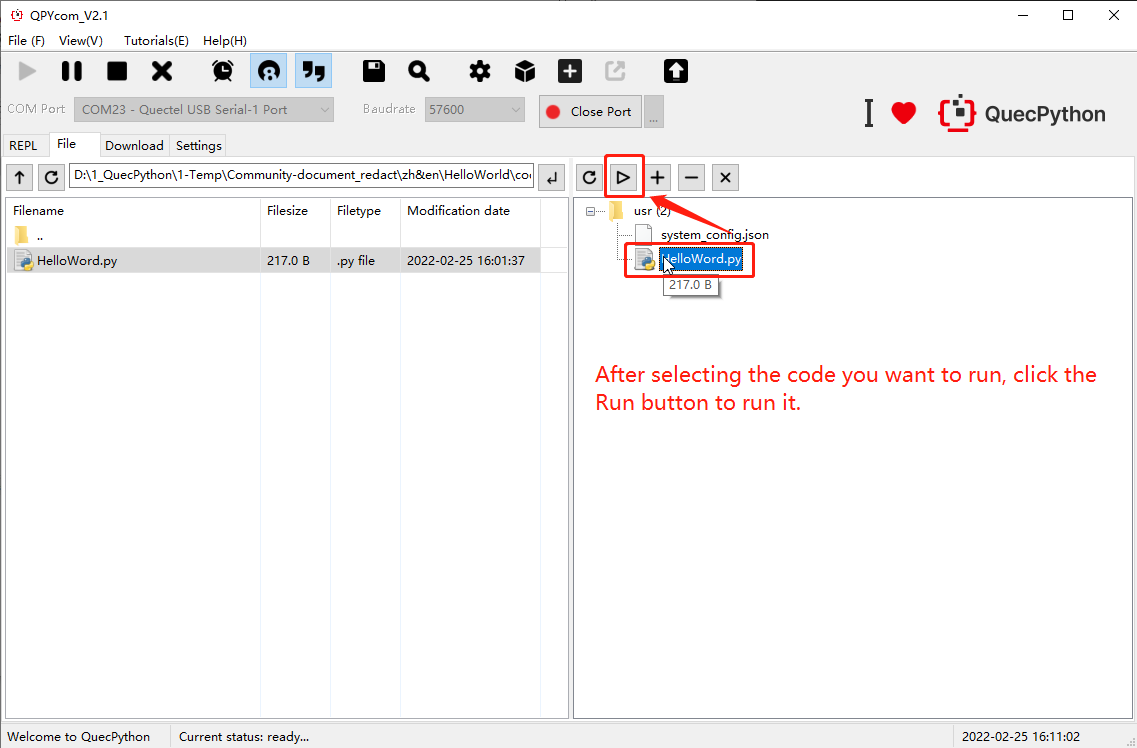 QPYcom_V2.1
File (F) View(V) Tutorials(E) Help(H)
COM Port COM23 - Quectel USB Serial-1 Port Baudrate 57600 Close Port ...
I QuecPython
REPL File Download Settings
D:\1_QuecPython\1-Temp\Community-document_redact\zh&en\HelloWorld\co
Filename Filesize Filetype Modification date
..
HelloWord.py 217.0 B .py file 2022-02-25 16:01:37
usr (2)
system_config.json
HelloWord.py
217.0 B
After selecting the code you want to run, click the
Run button to run it.
Welcome to QuecPython Current status: ready... 2022-02-25 16:11:02